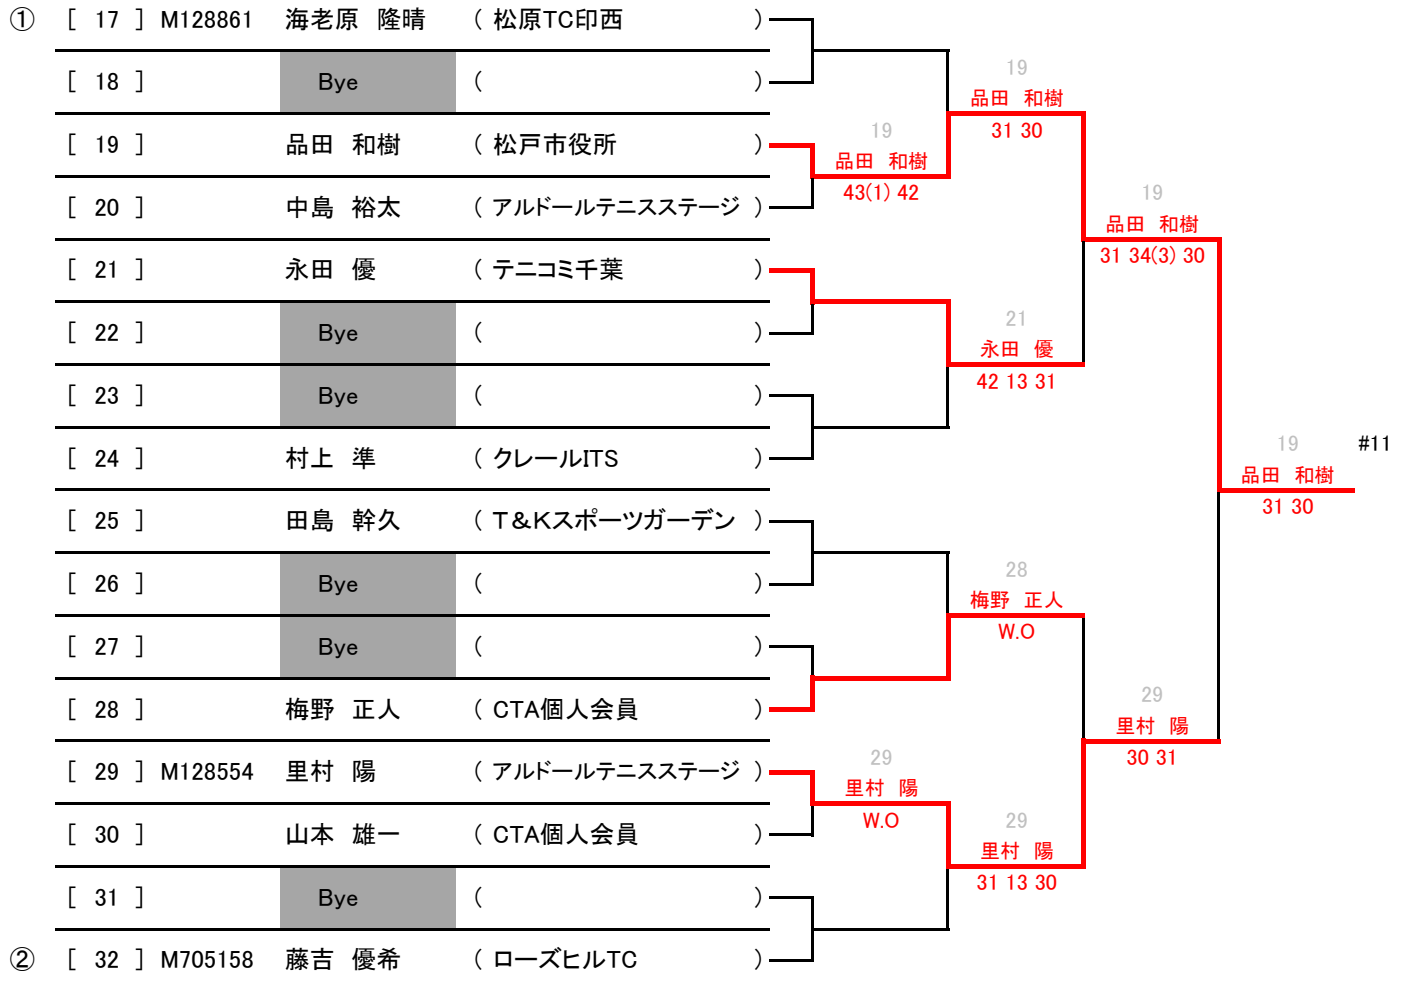 ① [ 17 ] M128861 海老原 隆晴 ( 松原TC印西 )
19
[ 18 ] Bye ( )
品田 和樹
19
31 30
[ 19 ] 品田 和樹 ( 松戸市役所 )
品田 和樹
43(1) 42
19
[ 20 ] 中島 裕太 ( アルドールテニスステージ )
品田 和樹
31 34(3) 30
[ 21 ] 永田 優 ( テニコミ千葉 )
21
[ 22 ] Bye ( )
永田 優
42 13 31
[ 23 ] Bye ( )
19 #11
[ 24 ] 村上 準 ( クレールITS )
品田 和樹
31 30
[ 25 ] 田島 幹久 ( T&Kスポーツガーデン )
28
[ 26 ] Bye ( )
梅野 正人
W.O
[ 27 ] Bye ( )
29
[ 28 ] 梅野 正人 ( CTA個人会員 )
里村 陽
29
30 31
[ 29 ] M128554 里村 陽 ( アルドールテニスステージ )
里村 陽
W.O
29
[ 30 ] 山本 雄一 ( CTA個人会員 )
里村 陽
31 13 30
[ 31 ] Bye ( )
② [ 32 ] M705158 藤吉 優希 ( ローズヒルTC )